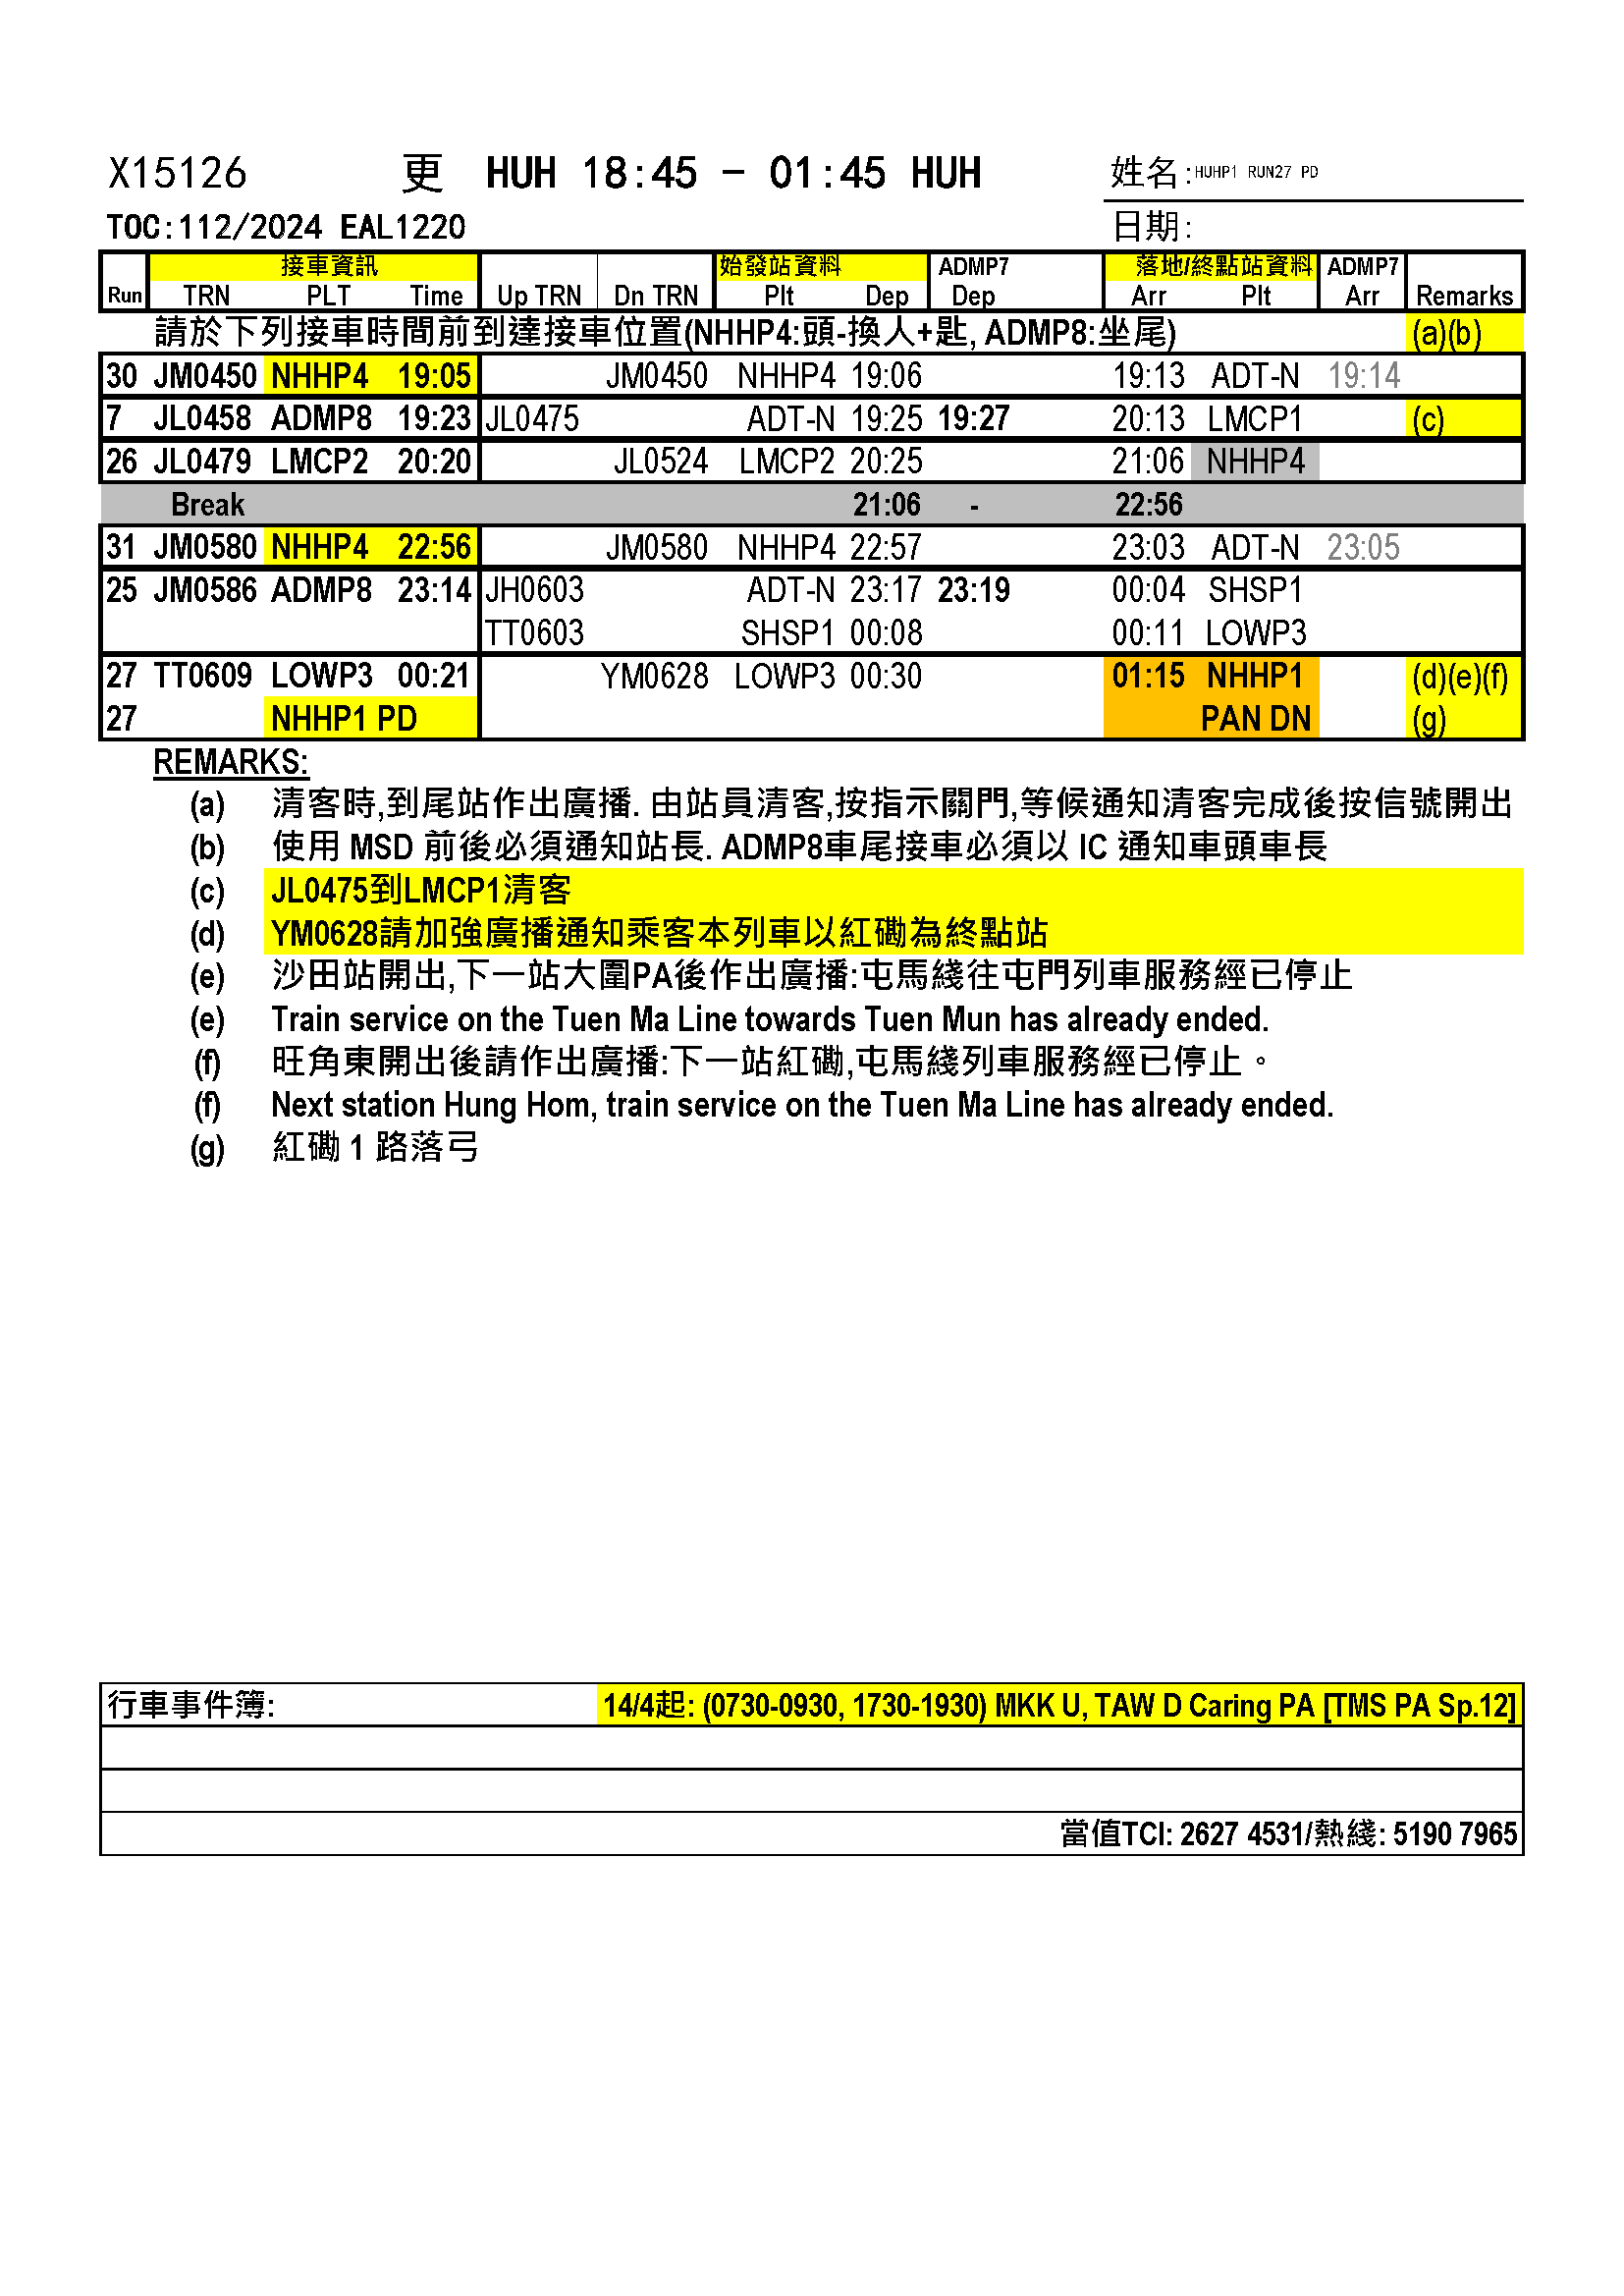 X15126 更 HUH 18:45 - 01:45 HUH 姓名:HUHP1 RUN27 PD
TOC:112/2024 EAL1220 日期:
接車資訊 始發站資料 ADMP7 落地/終點站資料 ADMP7
Run TRN PLT Time Up TRN Dn TRN Plt Dep Dep Arr Plt Arr Remarks
請於下列接車時間前到達接車位置(NHHP4:頭-換人+匙, ADMP8:坐尾) (a)(b)
30 JM0450 NHHP4 19:05 JM0450 NHHP4 19:06 19:13 ADT-N 19:14
7 JL0458 ADMP8 19:23 JL0475 ADT-N 19:25 19:27 20:13 LMCP1 (c)
26 JL0479 LMCP2 20:20 JL0524 LMCP2 20:25 21:06 NHHP4
Break 21:06 - 22:56
31 JM0580 NHHP4 22:56 JM0580 NHHP4 22:57 23:03 ADT-N 23:05
25 JM0586 ADMP8 23:14 JH0603 ADT-N 23:17 23:19 00:04 SHSP1
TT0603 SHSP1 00:08 00:11 LOWP3
27 TT0609 LOWP3 00:21 YM0628 LOWP3 00:30 01:15 NHHP1 (d)(e)(f)
27 NHHP1 PD PAN DN (g)
REMARKS:
(a) 清客時,到尾站作出廣播. 由站員清客,按指示關門,等候通知清客完成後按信號開出
(b) 使用 MSD 前後必須通知站長. ADMP8車尾接車必須以 IC 通知車頭車長
(c) JL0475到LMCP1清客
(d) YM0628請加強廣播通知乘客本列車以紅磡為終點站
(e) 沙田站開出,下一站大圍PA後作出廣播:屯馬綫往屯門列車服務經已停止
(e) Train service on the Tuen Ma Line towards Tuen Mun has already ended.
(f) 旺角東開出後請作出廣播:下一站紅磡,屯馬綫列車服務經已停止。
(f) Next station Hung Hom, train service on the Tuen Ma Line has already ended.
(g) 紅磡 1 路落弓
行車事件簿: 14/4起: (0730-0930, 1730-1930) MKK U, TAW D Caring PA [TMS PA Sp.12]
當值TCI: 2627 4531/熱綫: 5190 7965